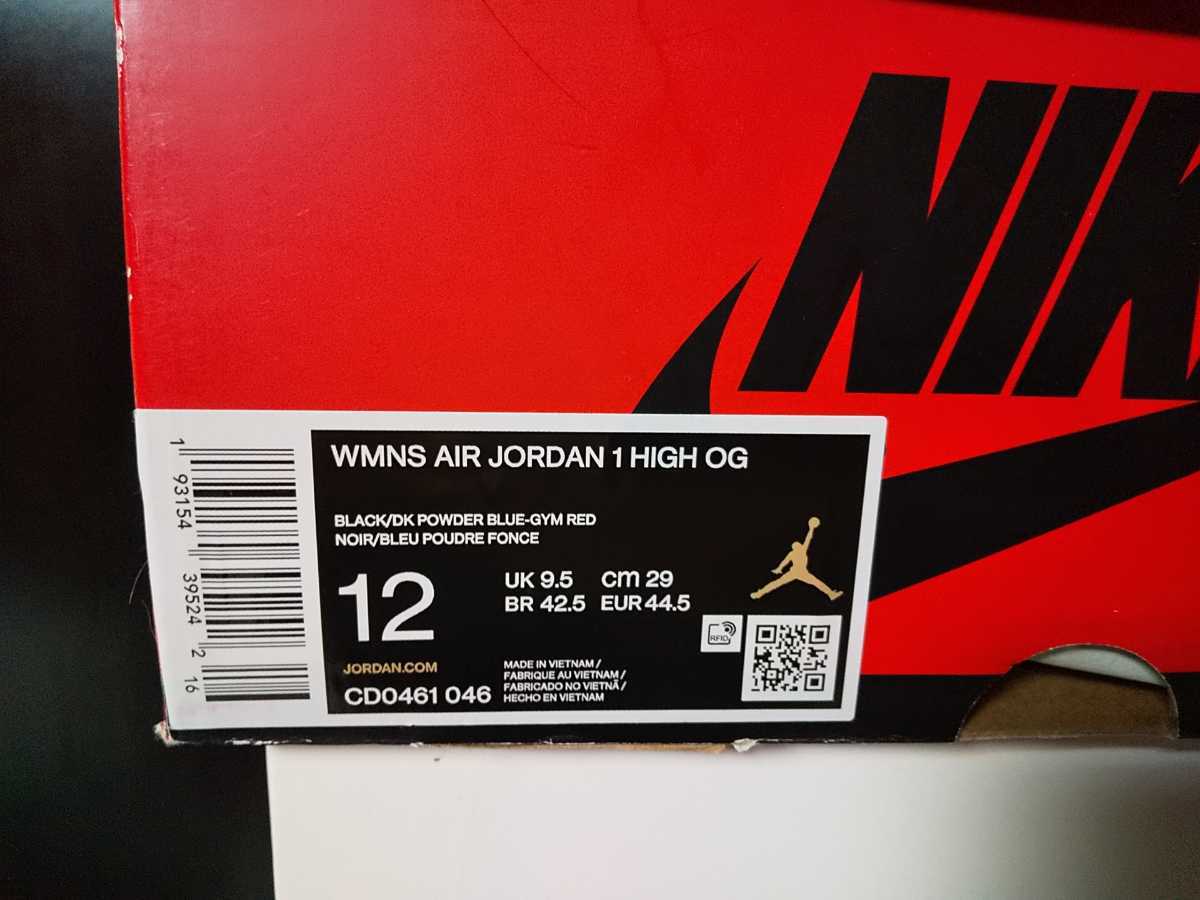 NIK
WMNS AIR JORDAN 1 HIGH OG
BLACK/DK POWDER BLUE-GYM RED
NOIR/BLEU POUDRE FONCE
12
UK 9.5 cm 29
BR 42.5 EUR 44.5
RFID
JORDAN.COM
CD0461 046
MADE IN VIETNAM /
FABRIQUE AU VIETNAM /
FABRICADO NO VIETNÃ /
HECHO EN VIETNAM
1 93154 39524 2 16